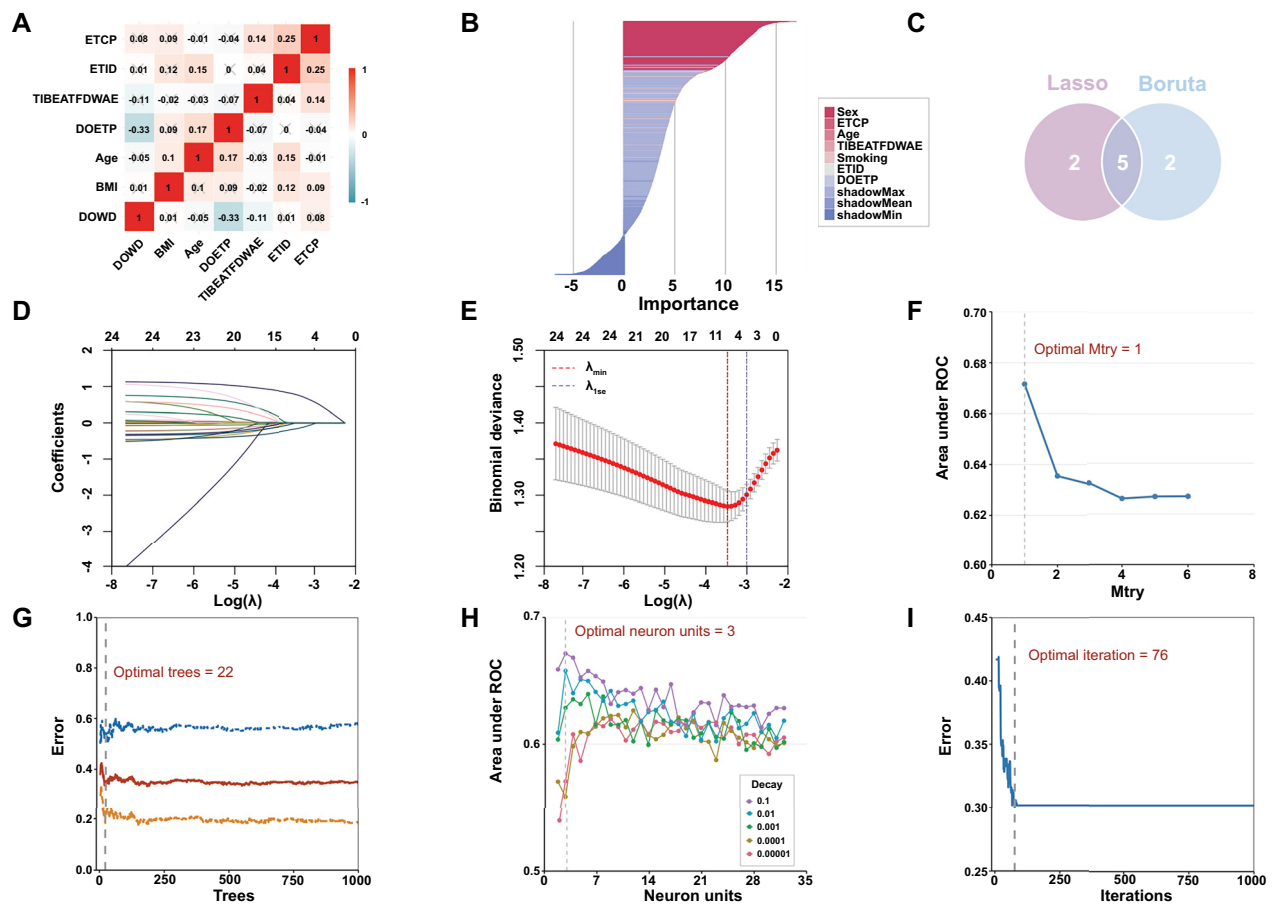 A
ETCP
0.08 0.09 -0.01 -0.04 0.14 0.25 1
ETID
0.01 0.12 0.15 0 0.04 1 0.25
TIBEATFDWAE
-0.11 -0.02 -0.03 -0.07 1 0.04 0.14
DOETP
-0.33 0.09 0.17 1 -0.07 0 -0.04
Age
-0.05 0.1 1 0.17 -0.03 0.15 -0.01
BMI
0.01 1 0.1 0.09 -0.02 0.12 0.09
DOWD
1 0.01 -0.05 -0.33 -0.11 0.01 0.08
DOWD
BMI
Age
DOETP
TIBEATFDWAE
ETID
ETCP
1
0
-1
B
-5 0 5 10 15
Importance
Sex
ETCP
Age
TIBEATFDWAE
Smoking
ETID
DOETP
shadowMax
shadowMean
shadowMin
C
Lasso Boruta
2 5 2
D
24 24 23 20 16 4 0
2
1
0
-1
-2
-3
-4
Coefficients
-8 -7 -6 -5 -4 -3 -2
Log(λ)
E
24 24 24 21 20 17 11 4 3 0
1.50
1.40
1.30
1.20
Binomial deviance
λmin
λ1se
-8 -7 -6 -5 -4 -3 -2
Log(λ)
F
0.70
0.68
0.66
0.64
0.62
0.60
Area under ROC
Optimal Mtry = 1
0 2 4 6 8
Mtry
G
1.0
0.8
0.6
0.4
0.2
0.0
Error
Optimal trees = 22
0 250 500 750 1000
Trees
H
0.7
0.6
0.5
Area under ROC
Optimal neuron units = 3
Decay
0.1
0.01
0.001
0.0001
0.00001
0 7 14 21 28 35
Neuron units
I
0.45
0.40
0.35
0.30
0.25
Error
Optimal iteration = 76
0 250 500 750 1000
Iterations